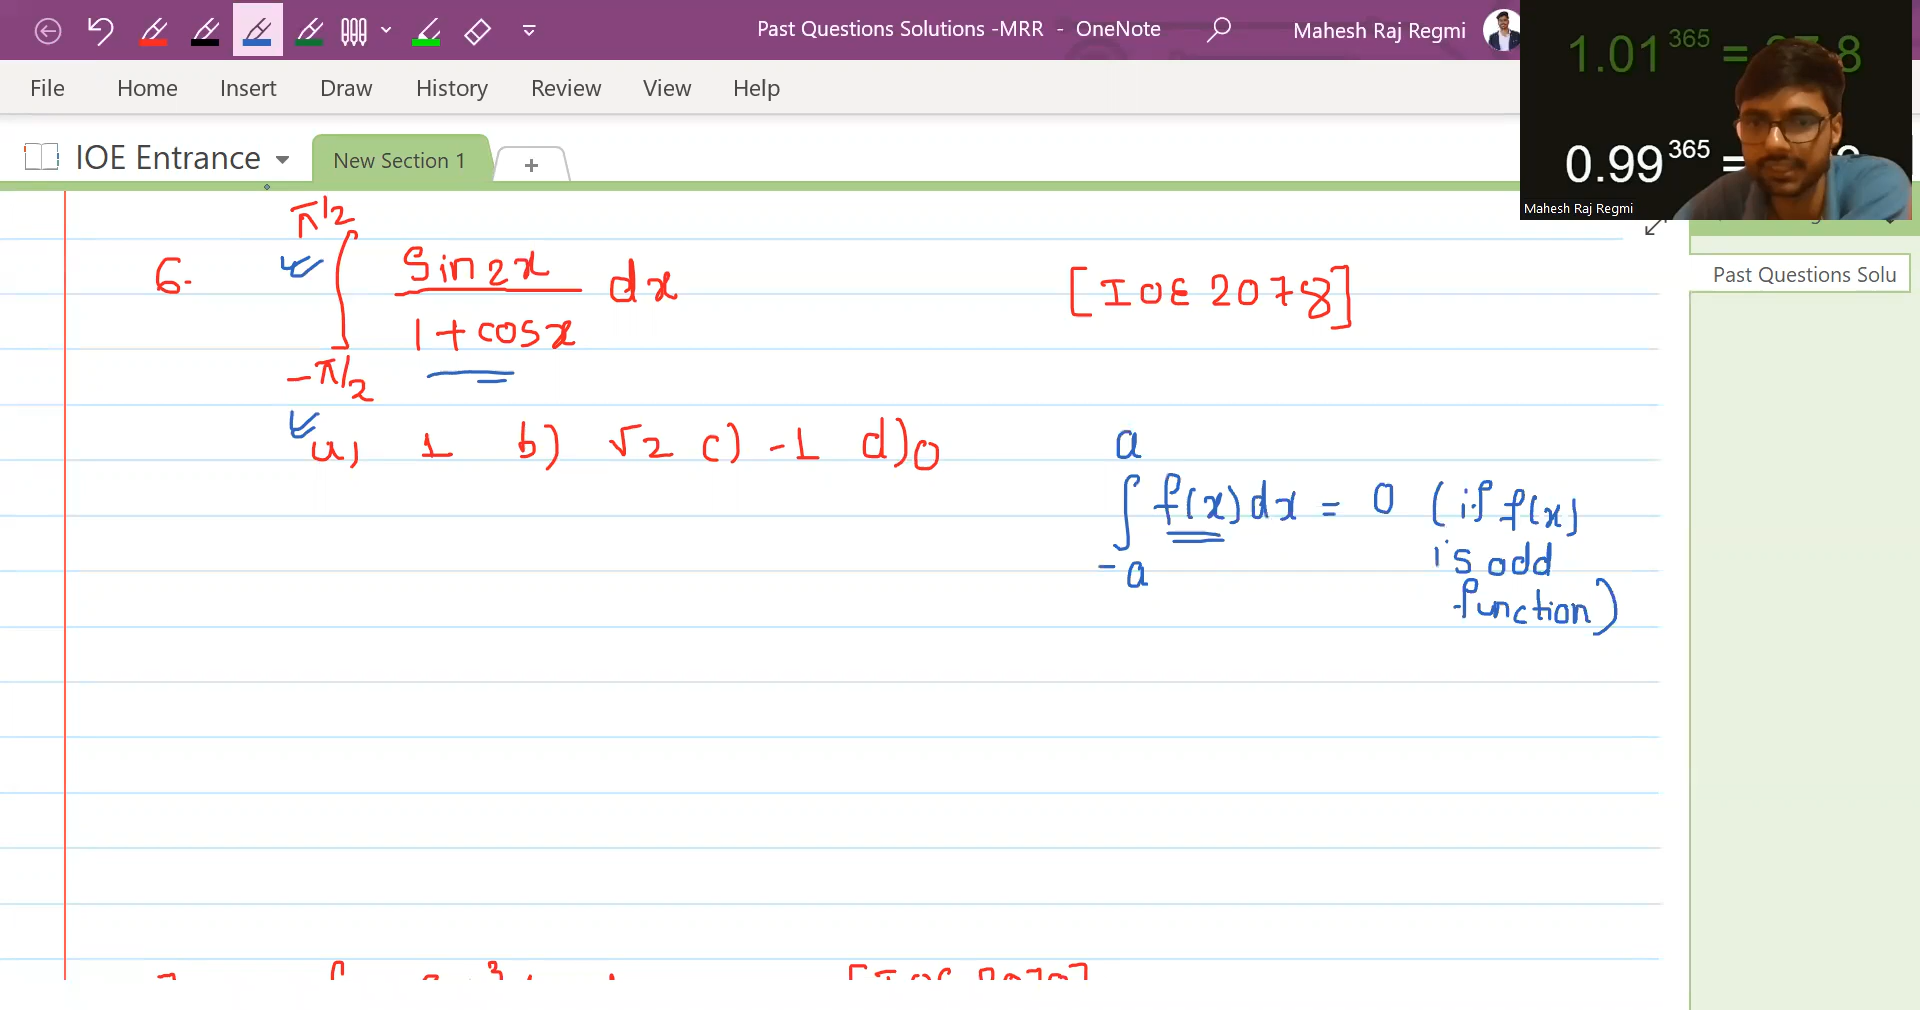 Past Questions Solutions -MRR - OneNote
Mahesh Raj Regmi
File Home Insert Draw History Review View Help
1.01^365 = 8
0.99^365 =
Mahesh Raj Regmi
IOE Entrance
New Section 1
+
Past Questions Solu
6. ∫_{-π/2}^{π/2} sin2x / 1 + cosx dx [IOE 2078]
a) 1 b) √2 c) -1 d) 0
∫_{-a}^{a} f(x) dx = 0 (if f(x)
is odd
function)